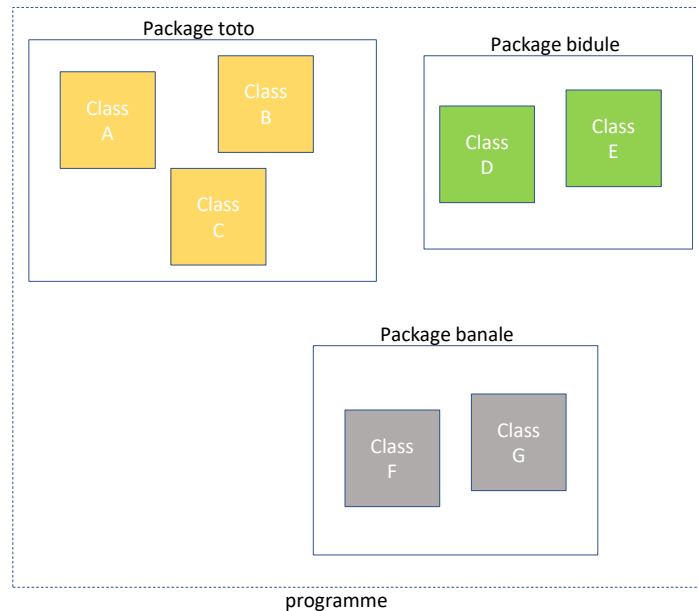 Package toto
Class
A
Class
B
Class
C
Package bidule
Class
D
Class
E
Package banale
Class
F
Class
G
programme